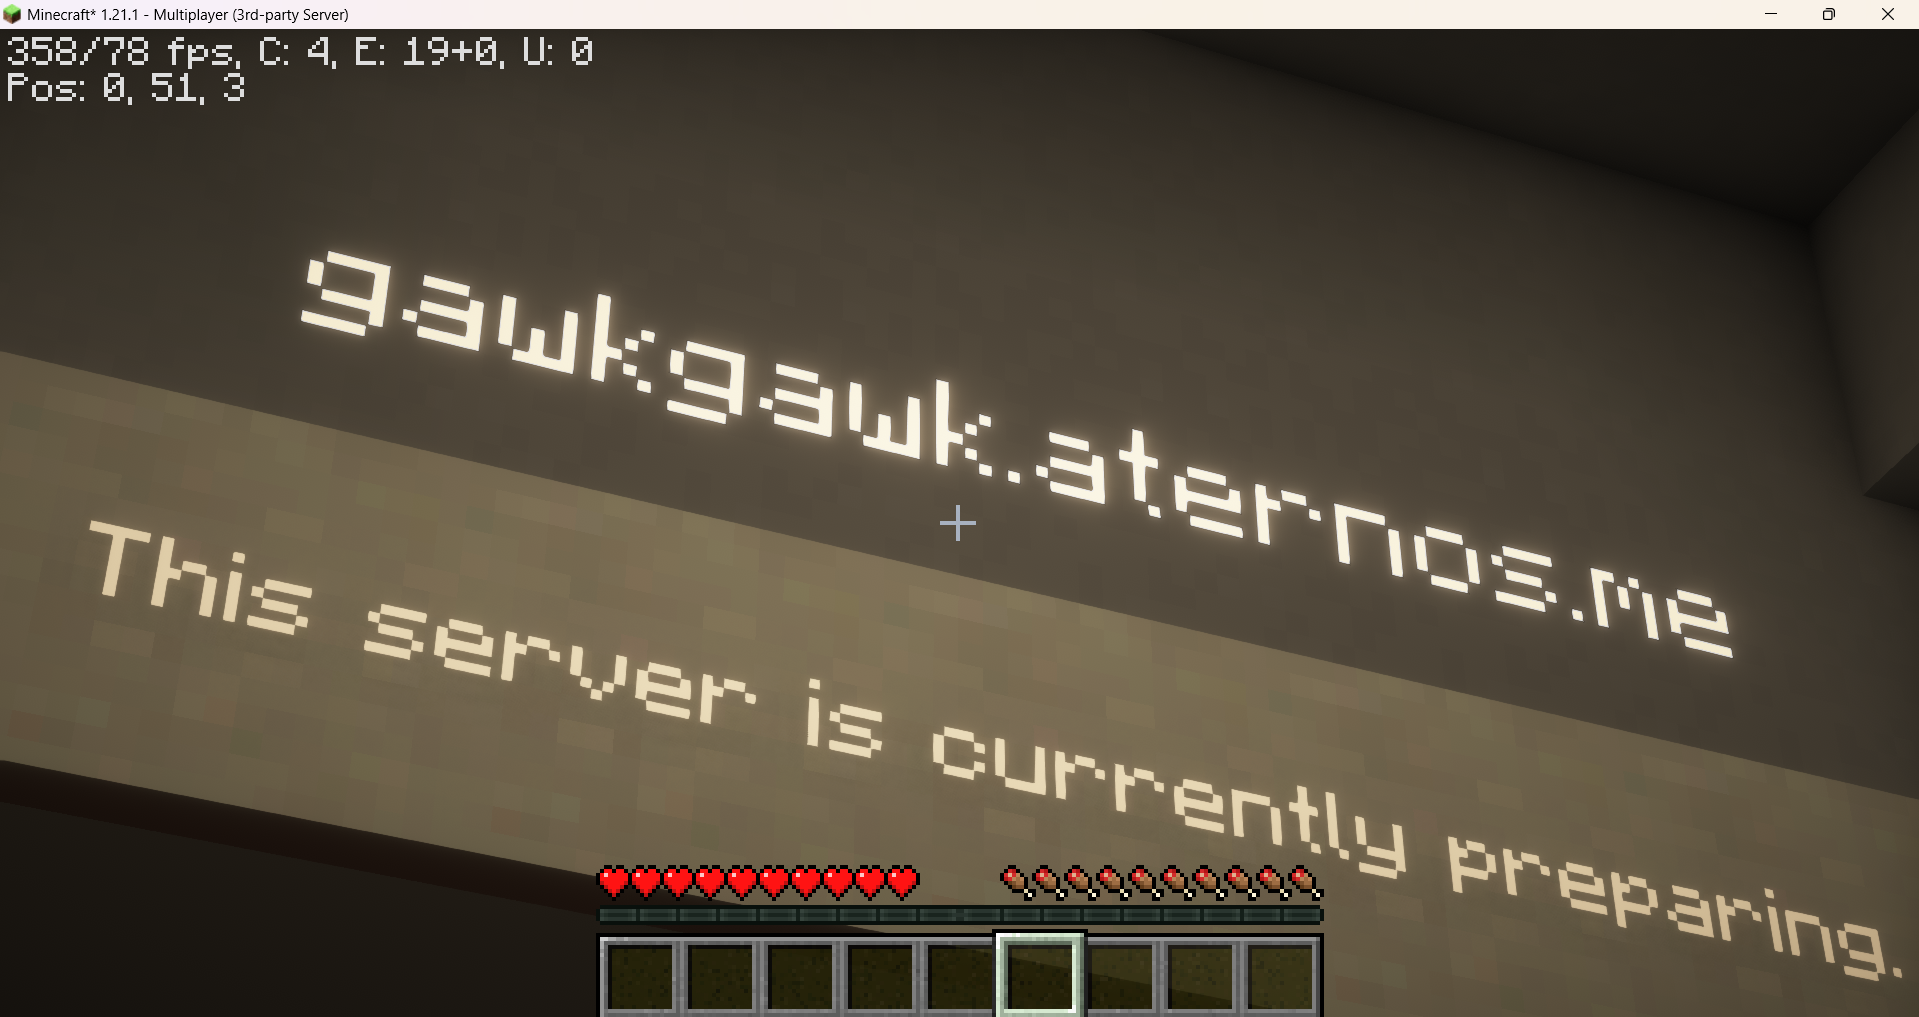 Minecraft* 1.21.1 - Multiplayer (3rd-party Server)
358/78 fps, C: 4, E: 19+0, U: 0
Pos: 0, 51, 3
gawkgawk.aternos.me
This server is currently preparing.